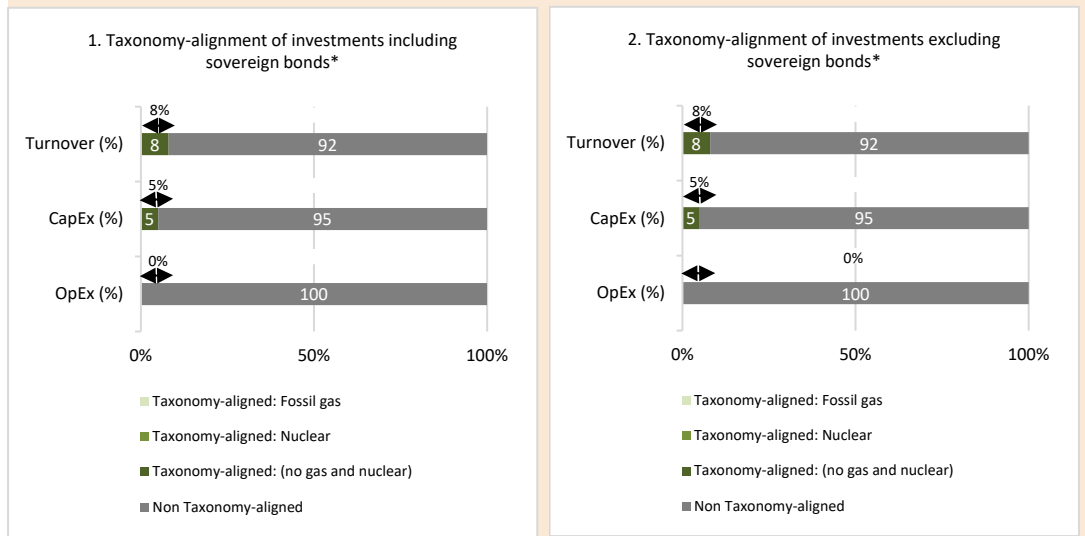 1. Taxonomy-alignment of investments including
sovereign bonds*
8%
Turnover (%)
8
92
5%
CapEx (%)
5
95
0%
OpEx (%)
100
0%
50%
100%
Taxonomy-aligned: Fossil gas
Taxonomy-aligned: Nuclear
Taxonomy-aligned: (no gas and nuclear)
Non Taxonomy-aligned
2. Taxonomy-alignment of investments excluding
sovereign bonds*
8%
Turnover (%)
8
92
5%
CapEx (%)
5
95
0%
OpEx (%)
100
0%
50%
100%
Taxonomy-aligned: Fossil gas
Taxonomy-aligned: Nuclear
Taxonomy-aligned: (no gas and nuclear)
Non Taxonomy-aligned